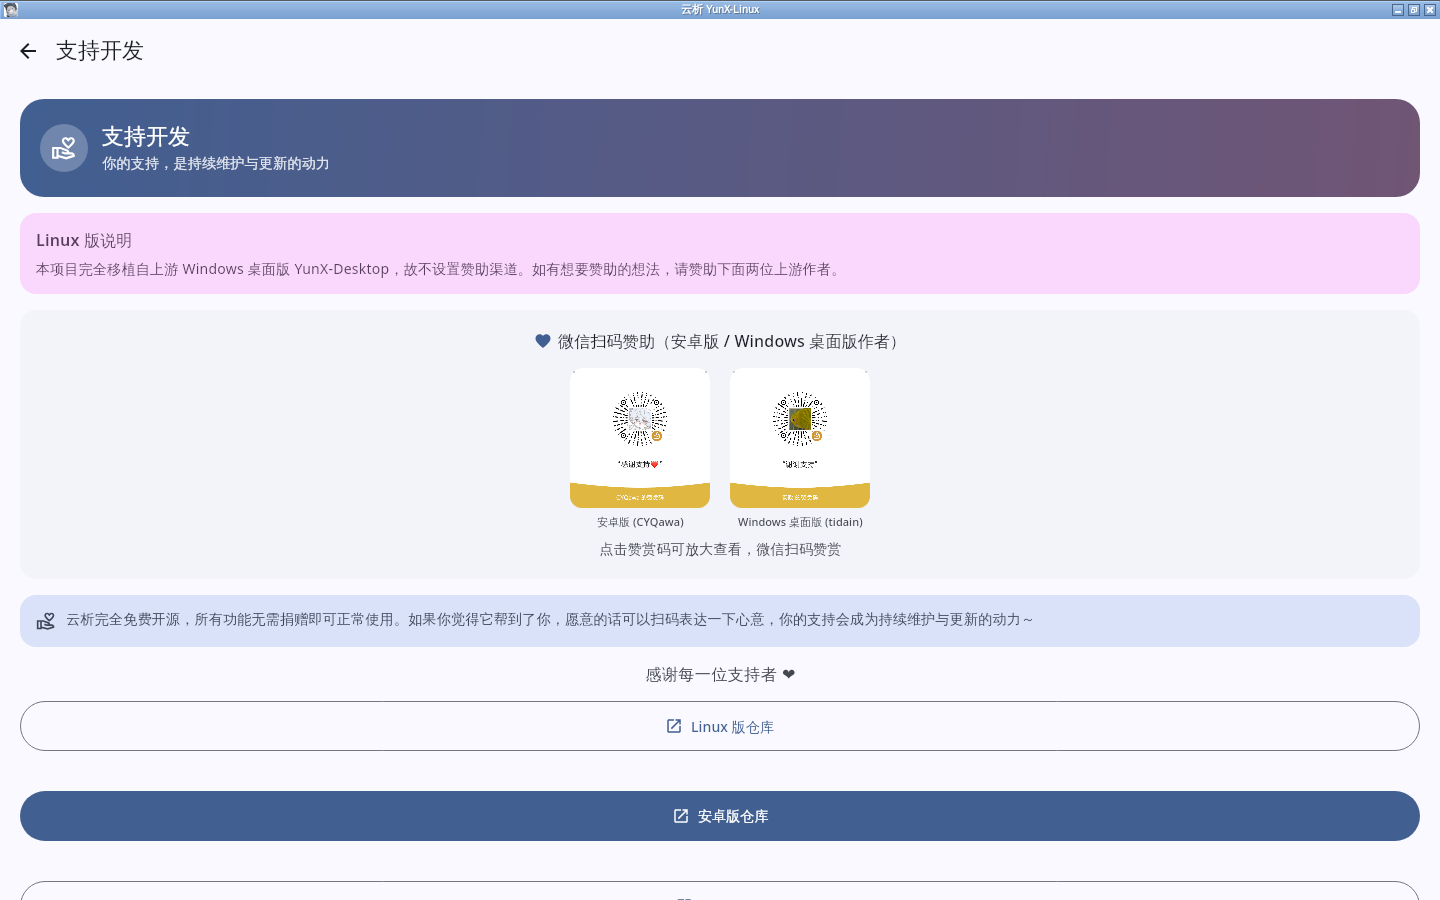 云析 YunX-Linux
支持开发
支持开发
你的支持，是持续维护与更新的动力
Linux 版说明
本项目完全移植自上游 Windows 桌面版 YunX-Desktop，故不设置赞助渠道。如有想要赞助的想法，请赞助下面两位上游作者。
微信扫码赞助（安卓版 / Windows 桌面版作者）
"感谢支持❤"
"谢谢支持"
安卓版 (CYQawa)
Windows 桌面版 (tidain)
点击赞赏码可放大查看，微信扫码赞赏
云析完全免费开源，所有功能无需捐赠即可正常使用。如果你觉得它帮到了你，愿意的话可以扫码表达一下心意，你的支持会成为持续维护与更新的动力～
感谢每一位支持者 ❤
Linux 版仓库
安卓版仓库